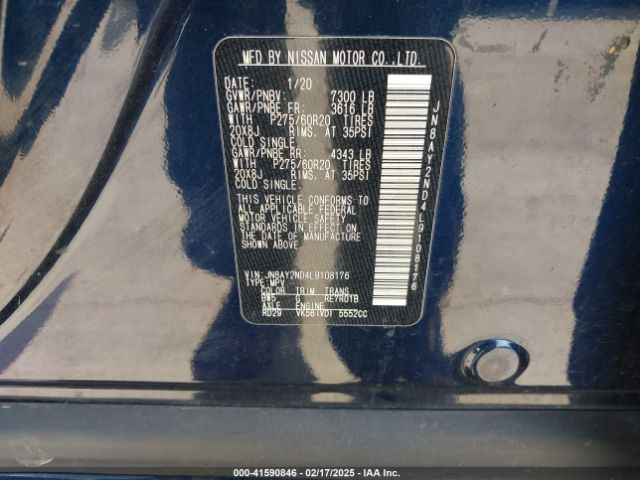 MFD BY NISSAN MOTOR CO.,LTD.
DATE: 1/20
GVWR/PNBV: 7300 LB
GAWR/PNBE FR: 3616 LB
WITH P275/60R20 TIRES
20X8J RIMS, AT 35PSI
COLD SINGLE.
GAWR/PNBE RR: 4343 LB
WITH P275/60R20 TIRES
20X8J RIMS, AT 35PSI
COLD SINGLE.
THIS VEHICLE CONFORMS TO
ALL APPLICABLE FEDERAL
MOTOR VEHICLE SAFETY
STANDARDS IN EFFECT ON
THE DATE OF MANUFACTURE
SHOWN ABOVE.
VIN:JN8AY2ND4L9108176
TYPE:MPV
COLOR TRIM TRANS
BW5 G RE7R01B
AXLE ENGINE
RD29 VK56(VD) 5552CC
JN8AY2ND4L9108176
000-41590846 - 02/17/2025 - IAA Inc.